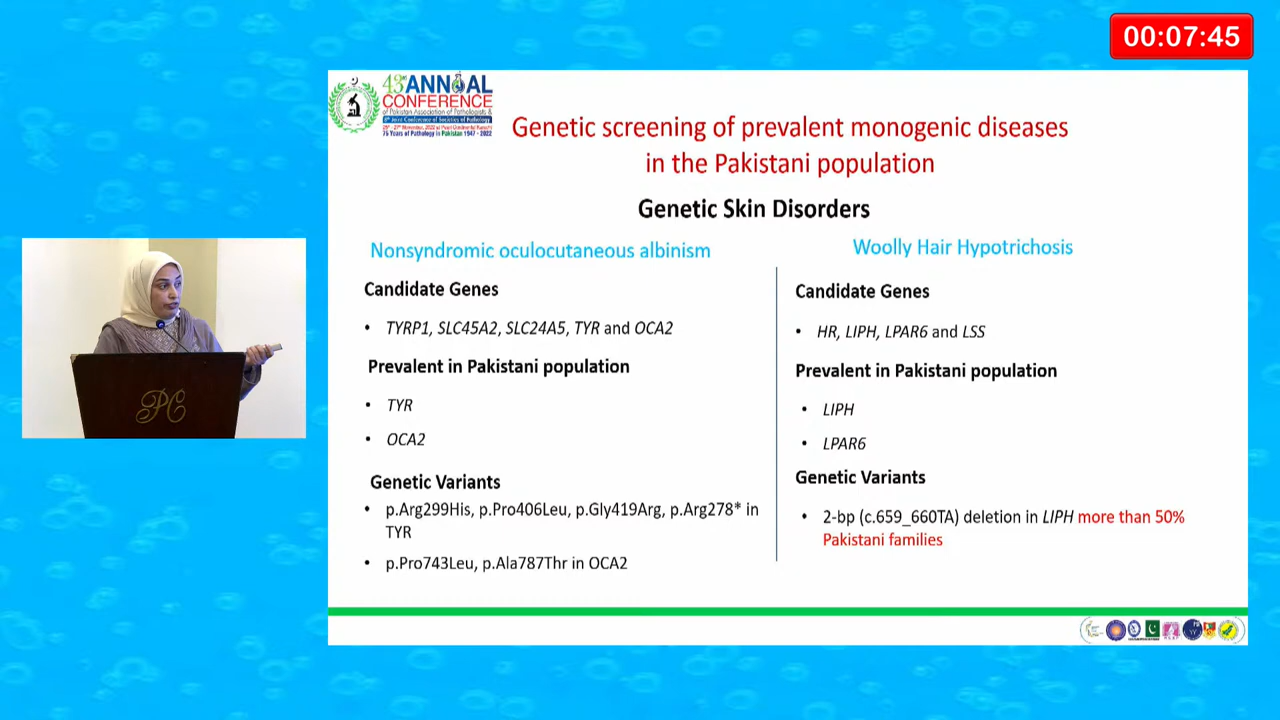 00:07:45
43rd ANNUAL
CONFERENCE
of Pakistan Association of Pathologists &
8th Joint Conference of Societies of Pathology
25th - 27th November, 2022 at Pearl Continental Karachi
75 Years of Pathology in Pakistan 1947 - 2022
Genetic screening of prevalent monogenic diseases
in the Pakistani population
Genetic Skin Disorders
Nonsyndromic oculocutaneous albinism
Candidate Genes
• TYRP1, SLC45A2, SLC24A5, TYR and OCA2
Prevalent in Pakistani population
• TYR
• OCA2
Genetic Variants
• p.Arg299His, p.Pro406Leu, p.Gly419Arg, p.Arg278* in
TYR
• p.Pro743Leu, p.Ala787Thr in OCA2
Woolly Hair Hypotrichosis
Candidate Genes
• HR, LIPH, LPAR6 and LSS
Prevalent in Pakistani population
• LIPH
• LPAR6
Genetic Variants
• 2-bp (c.659_660TA) deletion in LIPH more than 50%
Pakistani families
PC